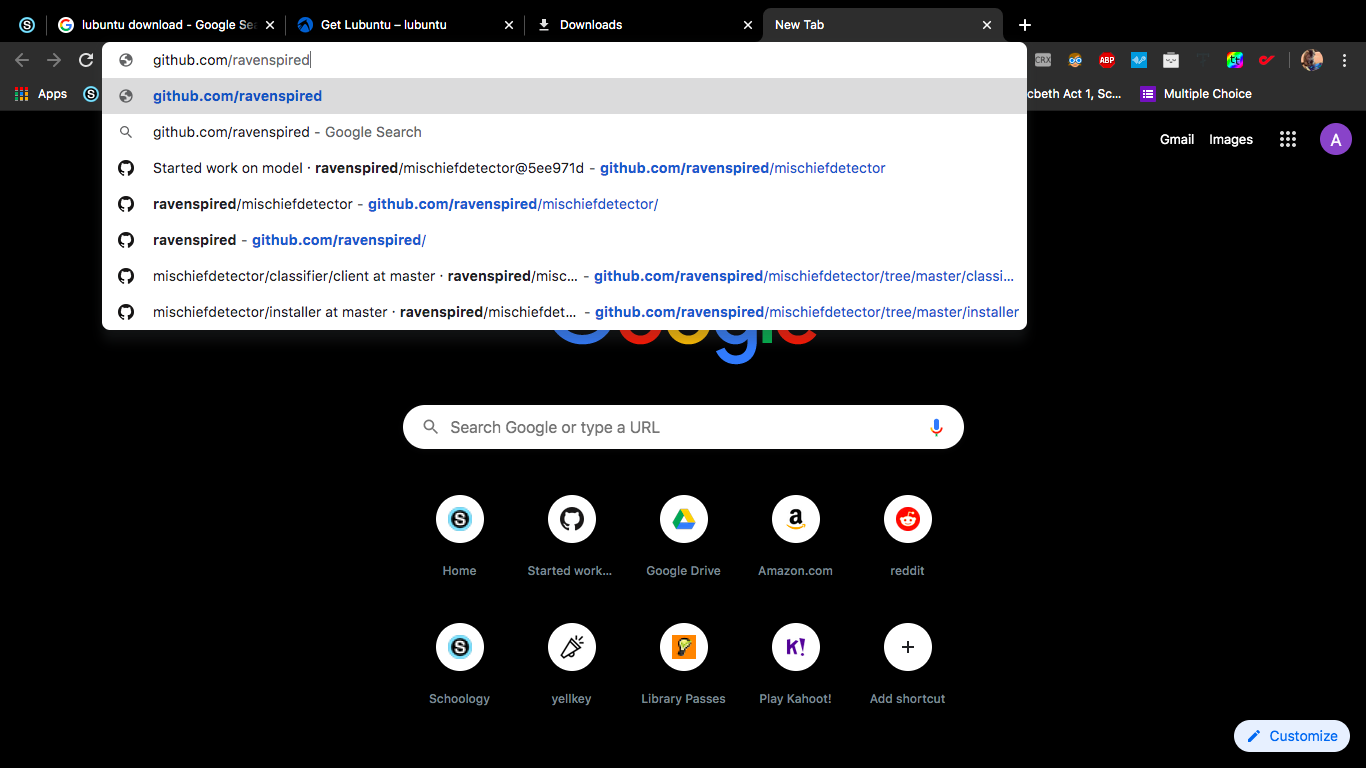 lubuntu download - Google Se
Get Lubuntu – lubuntu
Downloads
New Tab
github.com/ravenspired
CRX
ABP
Apps
cbeth Act 1, Sc...
Multiple Choice
github.com/ravenspired
github.com/ravenspired - Google Search
Started work on model · ravenspired/mischiefdetector@5ee971d - github.com/ravenspired/mischiefdetector
ravenspired/mischiefdetector - github.com/ravenspired/mischiefdetector/
ravenspired - github.com/ravenspired/
mischiefdetector/classifier/client at master · ravenspired/misc... - github.com/ravenspired/mischiefdetector/tree/master/classi...
mischiefdetector/installer at master · ravenspired/mischiefdet... - github.com/ravenspired/mischiefdetector/tree/master/installer
Gmail Images
A
Google
Search Google or type a URL
Home
Started work...
Google Drive
Amazon.com
reddit
K!
Schoology
yellkey
Library Passes
Play Kahoot!
Add shortcut
Customize